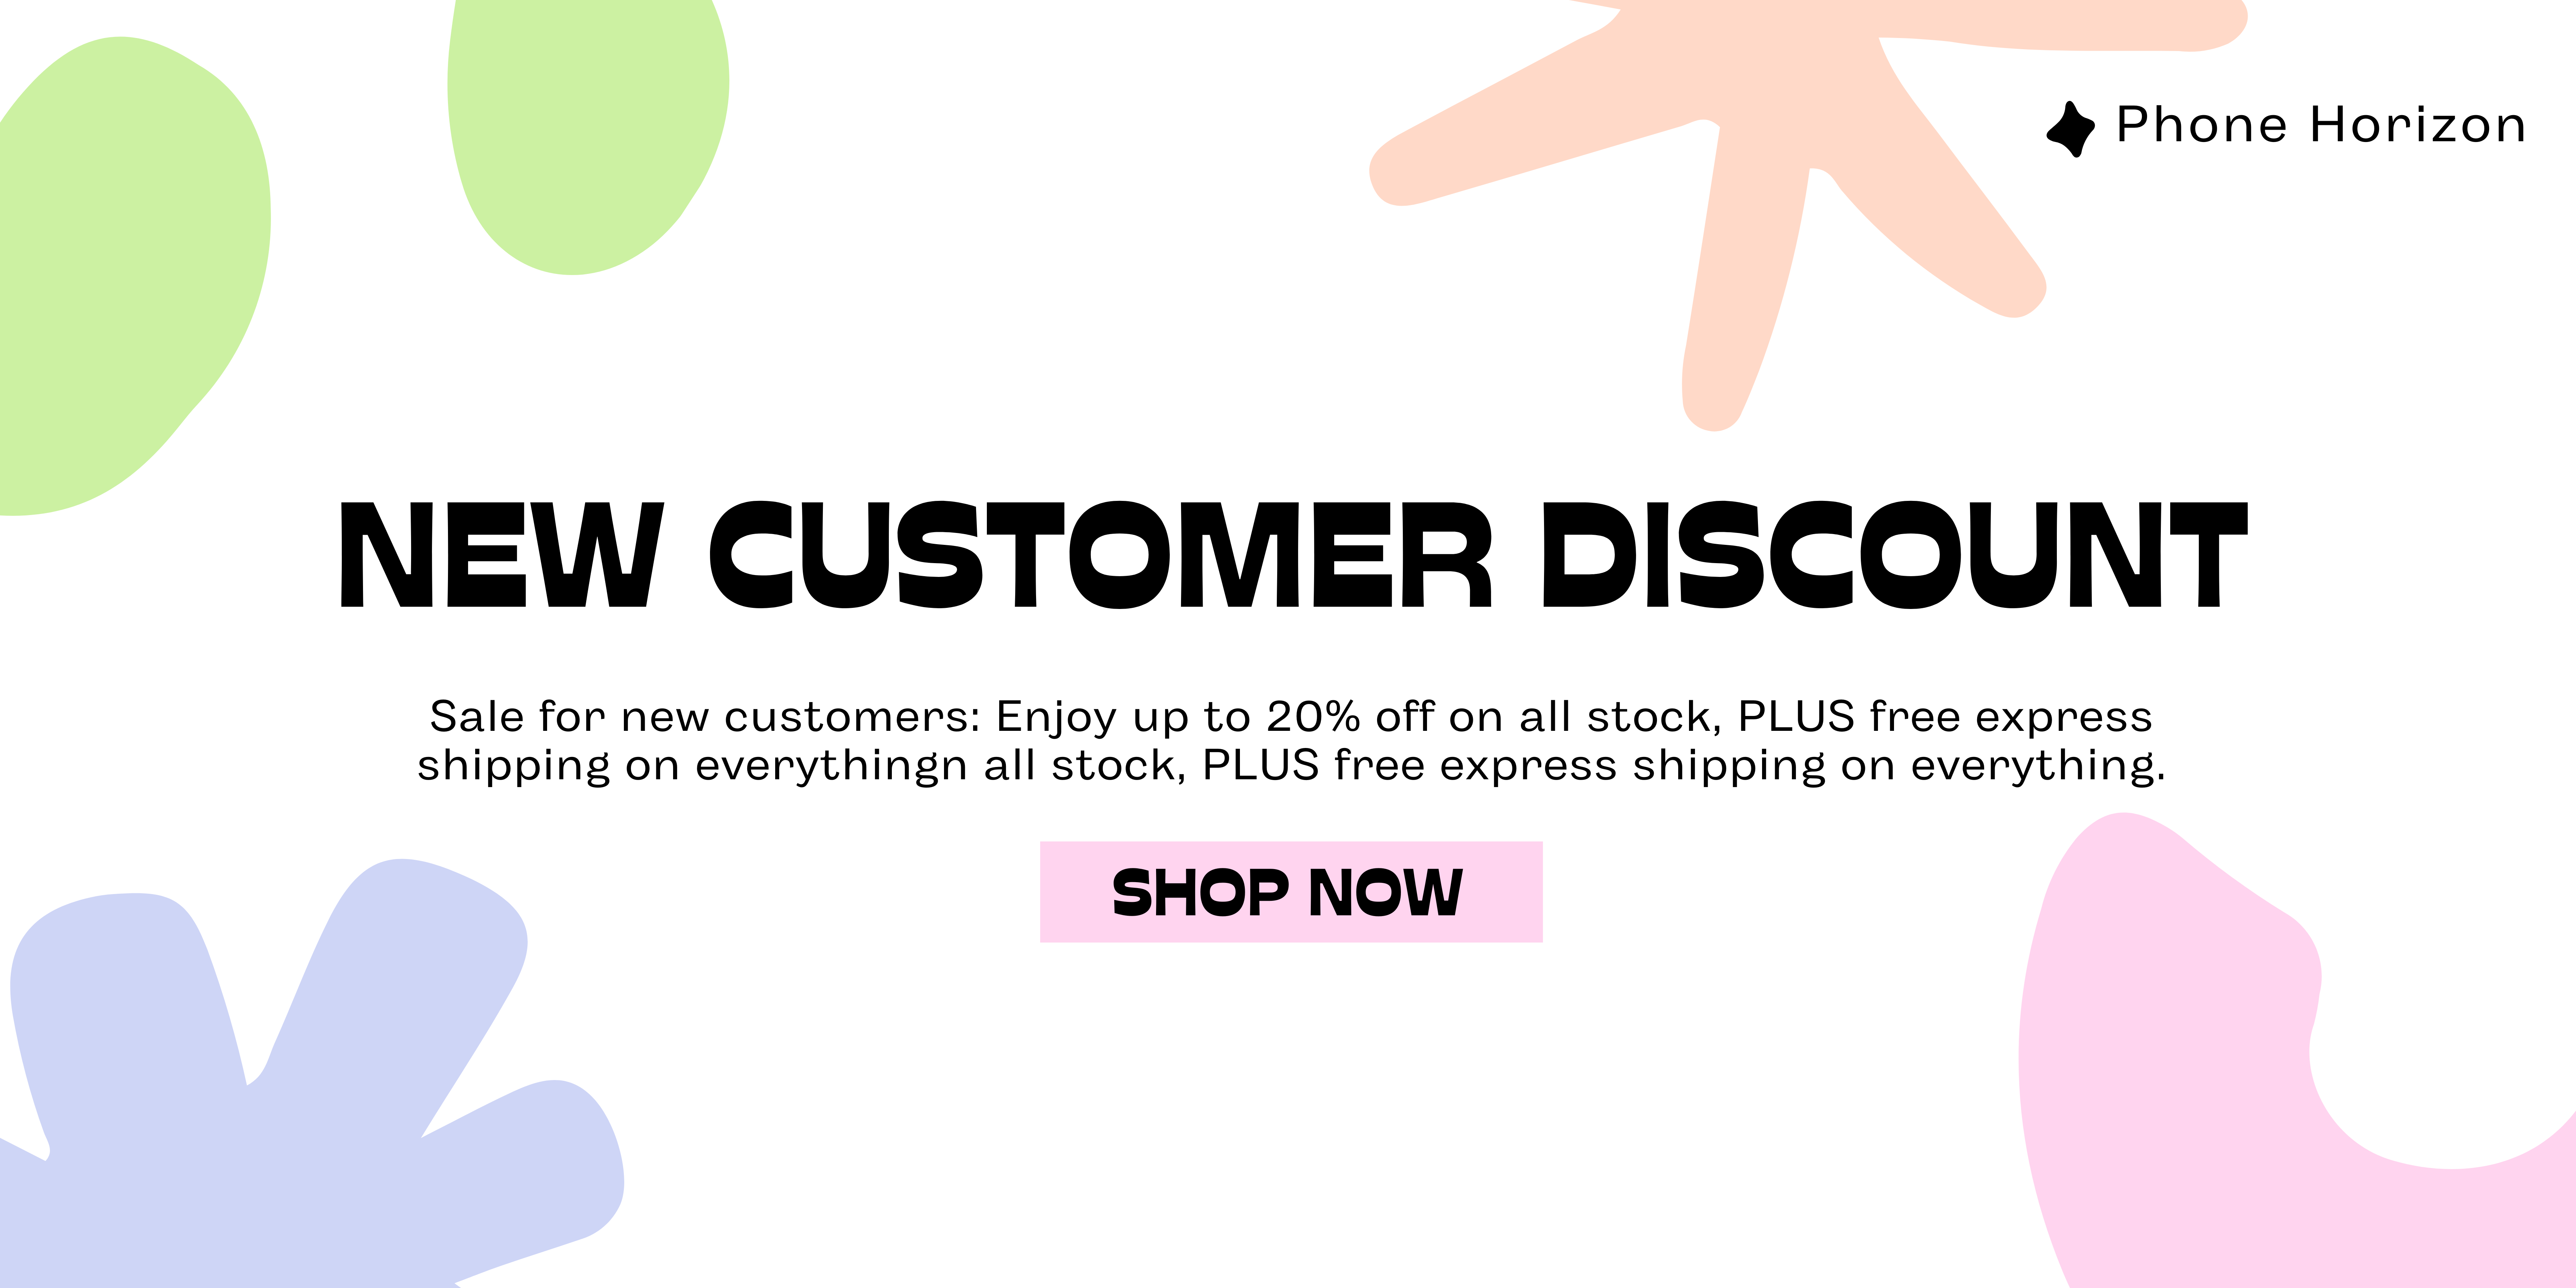 Phone Horizon
NEW CUSTOMER DISCOUNT
Sale for new customers: Enjoy up to 20% off on all stock, PLUS free express
shipping on everythingn all stock, PLUS free express shipping on everything.
SHOP NOW